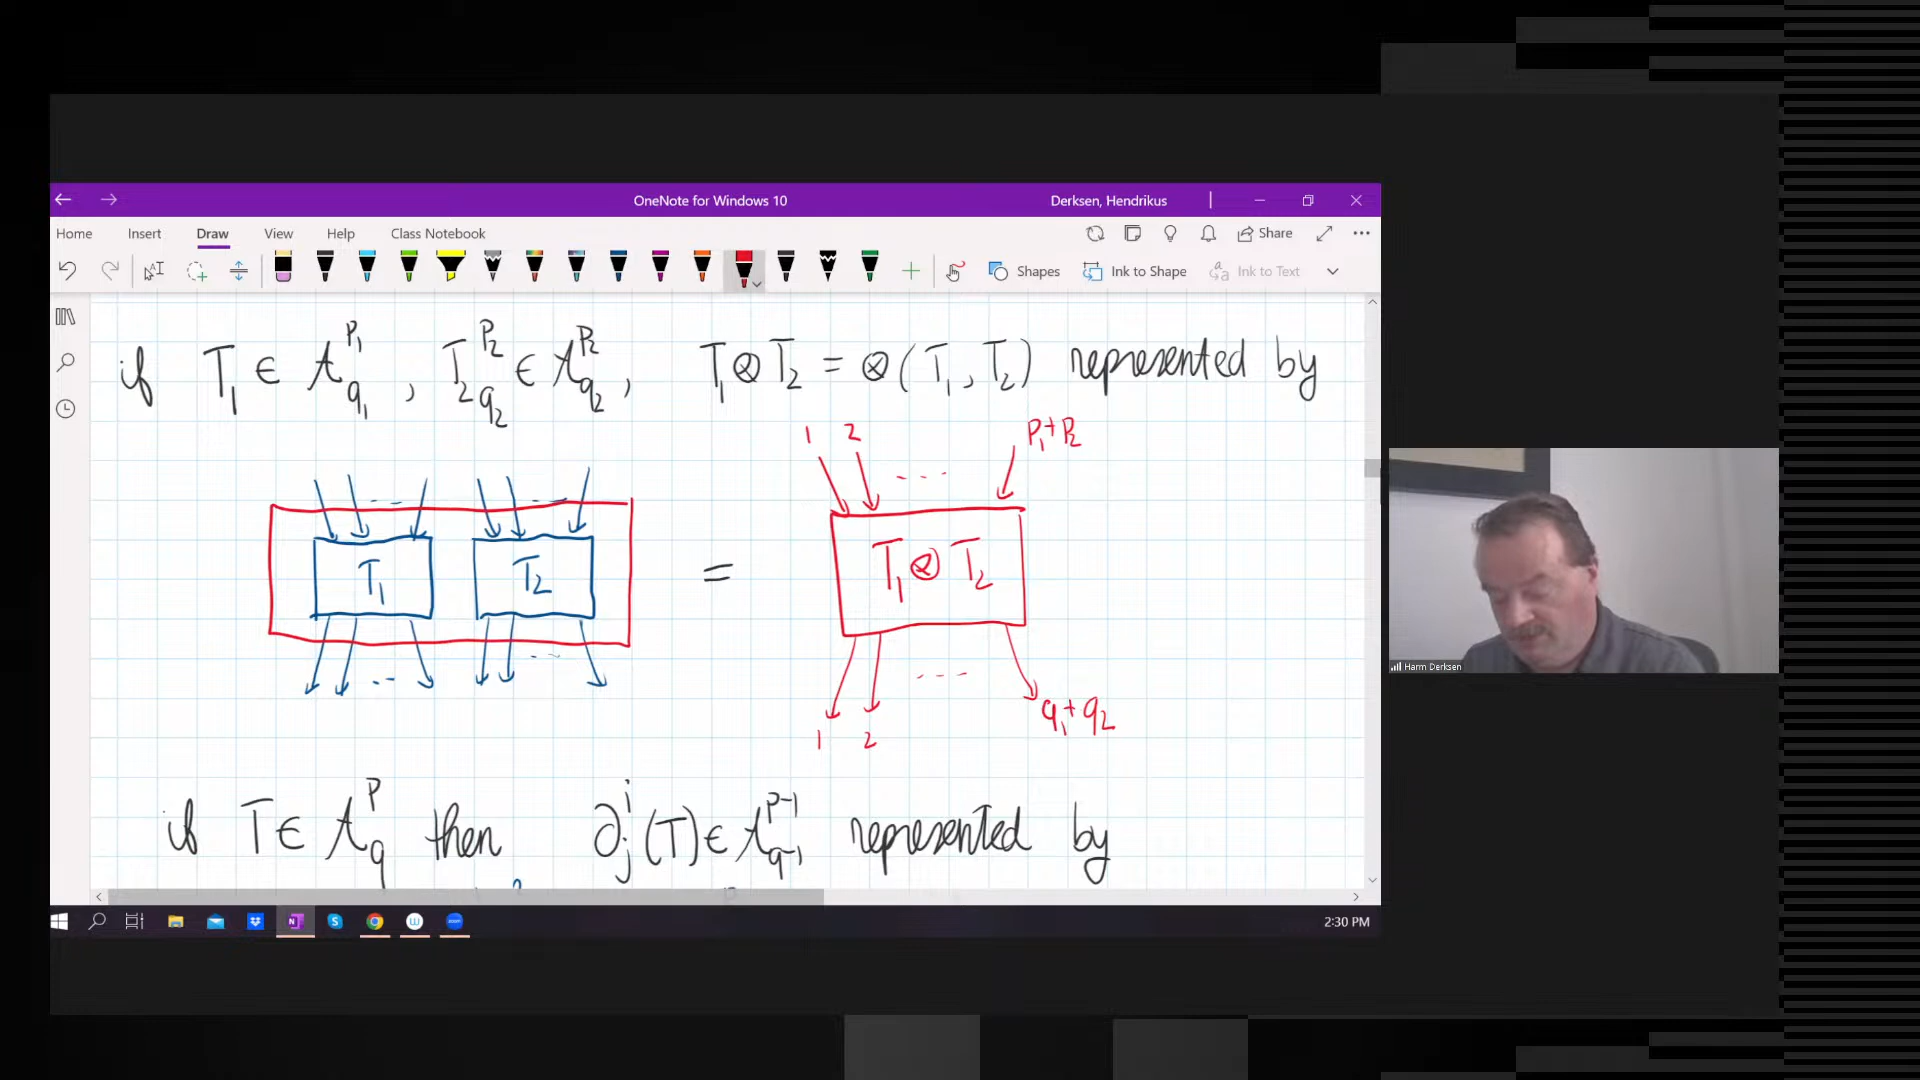 OneNote for Windows 10
Derksen, Hendrikus
Home Insert Draw View Help Class Notebook Share
Shapes Ink to Shape Ink to Text
if T₁ ∈ A^{p₁}_{q₁}, T₂^{p₂}_{q₂} ∈ A^{p₂}_{q₂}, T₁⊗T₂ = ⊗(T₁, T₂) represented by
1 2 ... p₁+p₂
T₁ T₂ = T₁⊗T₂
1 2 ... q₁+q₂
if T ∈ A^p_q then ∂^i_j(T) ∈ A^{p-1}_{q-1} represented by
Harm Derksen
2:30 PM